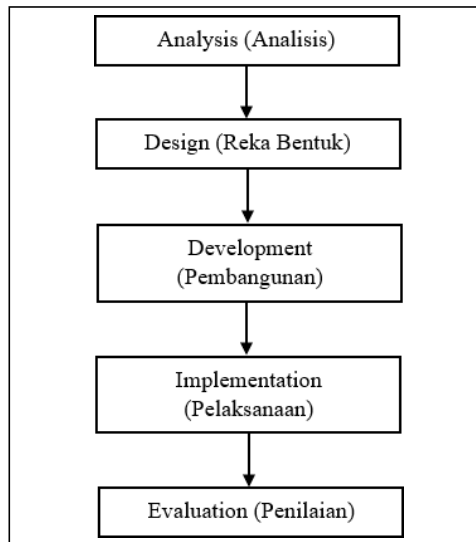 Analysis (Analisis)
Design (Reka Bentuk)
Development
(Pembangunan)
Implementation
(Pelaksanaan)
Evaluation (Penilaian)